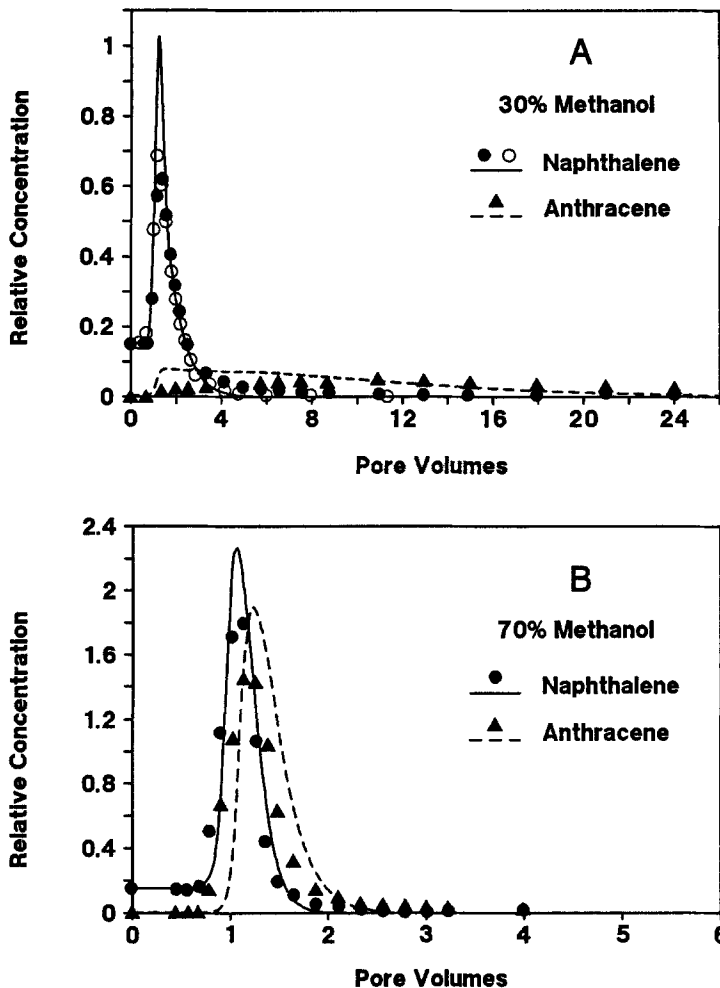 A
30% Methanol
Naphthalene
Anthracene
Relative Concentration
1
0.8
0.6
0.4
0.2
0
0 2 4 6 8 12 16 20 24
Pore Volumes
B
70% Methanol
Naphthalene
Anthracene
Relative Concentration
2.4
2
1.6
1.2
0.8
0.4
0
0 1 2 3 4 5 6
Pore Volumes